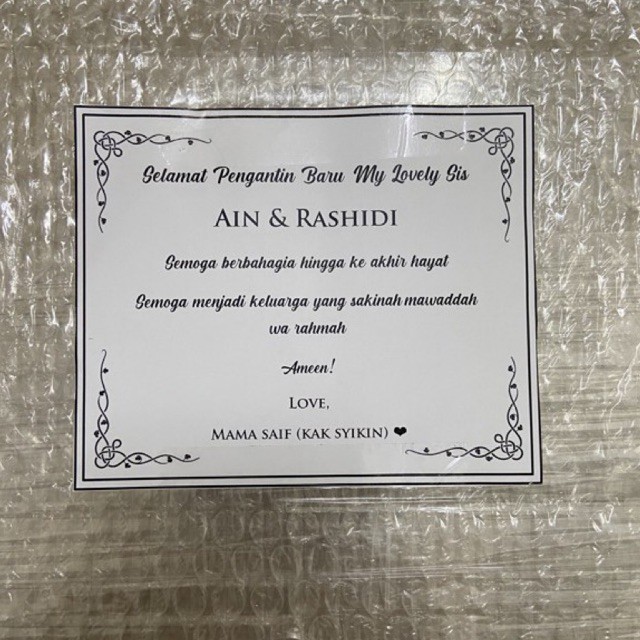 Selamat Pengantin Baru My Lovely Sis
AIN & RASHIDI
Semoga berbahagia hingga ke akhir hayat
Semoga menjadi keluarga yang sakinah mawaddah
wa rahmah
Ameen!
LOVE,
MAMA SAIF (KAK SYIKIN) ❤